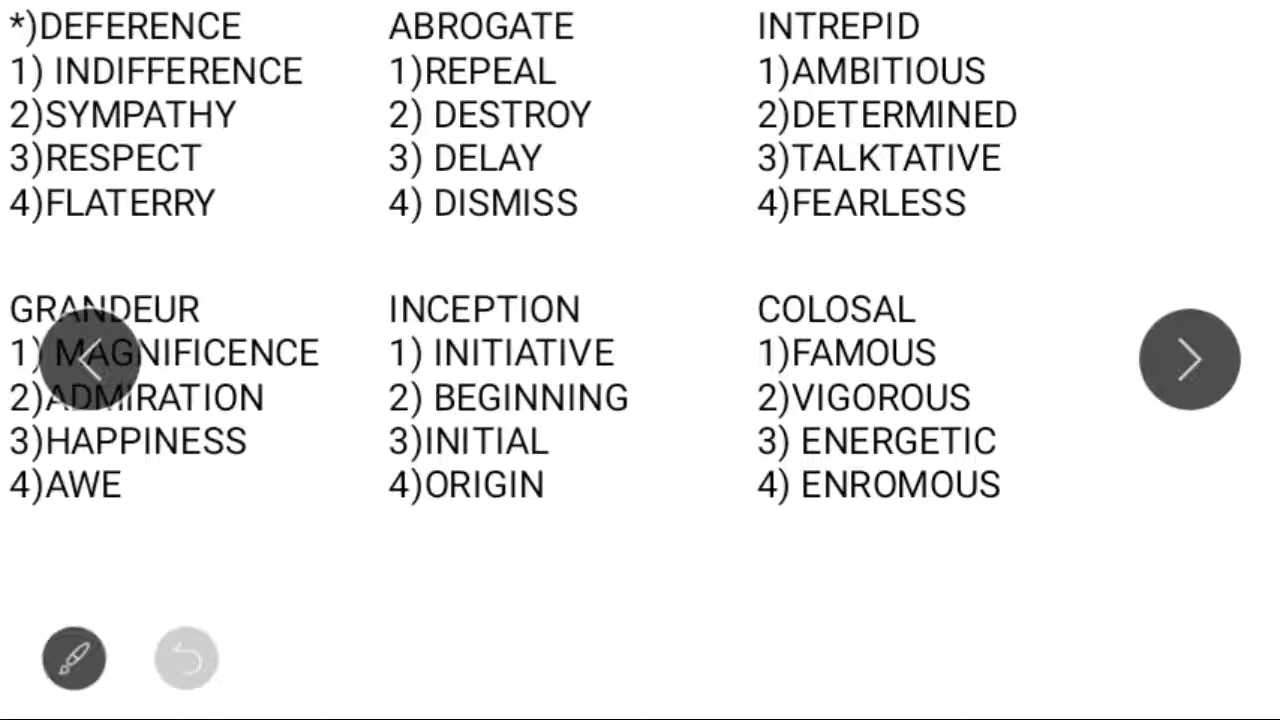 *)DEFERENCE
1) INDIFFERENCE
2)SYMPATHY
3)RESPECT
4)FLATERRY
ABROGATE
1)REPEAL
2) DESTROY
3) DELAY
4) DISMISS
INTREPID
1)AMBITIOUS
2)DETERMINED
3)TALKTATIVE
4)FEARLESS
GRANDEUR
1) MAGNIFICENCE
2)ADMIRATION
3)HAPPINESS
4)AWE
INCEPTION
1) INITIATIVE
2) BEGINNING
3)INITIAL
4)ORIGIN
COLOSAL
1)FAMOUS
2)VIGOROUS
3) ENERGETIC
4) ENROMOUS